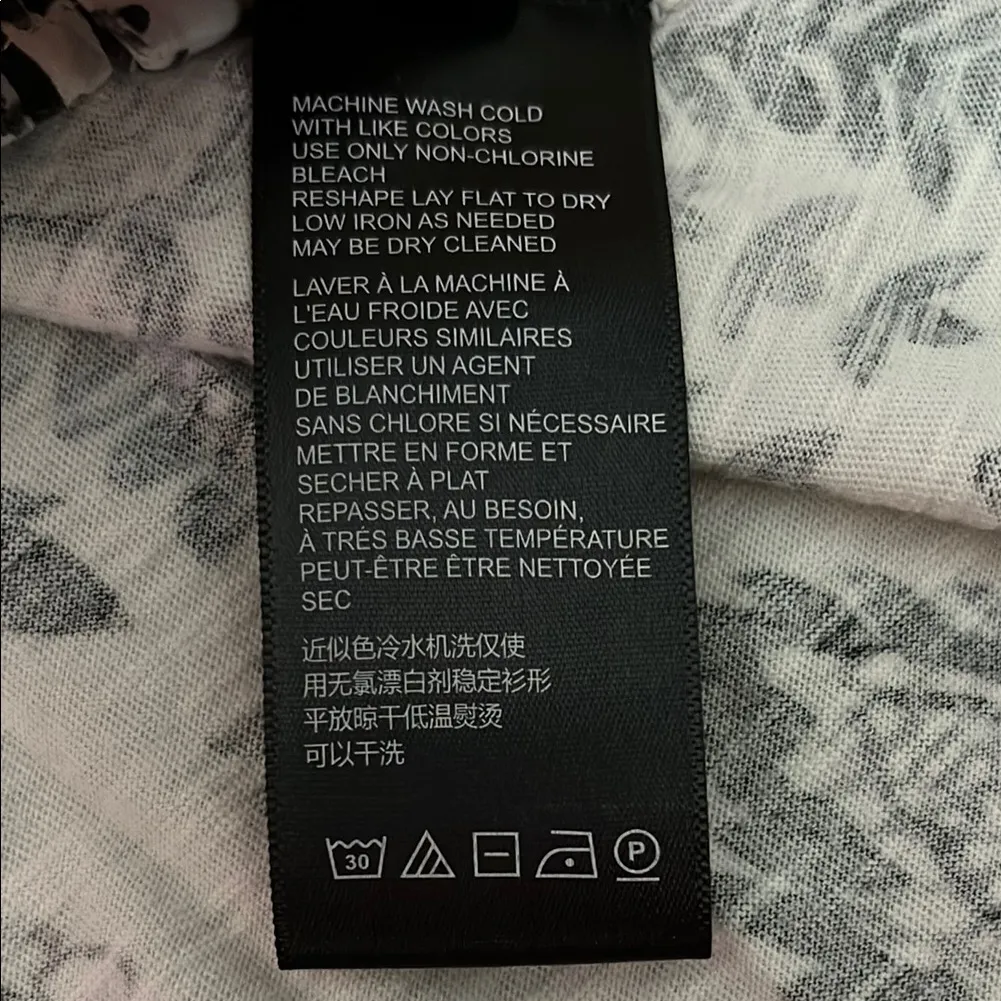 MACHINE WASH COLD
WITH LIKE COLORS
USE ONLY NON-CHLORINE
BLEACH
RESHAPE LAY FLAT TO DRY
LOW IRON AS NEEDED
MAY BE DRY CLEANED
LAVER À LA MACHINE À
L'EAU FROIDE AVEC
COULEURS SIMILAIRES
UTILISER UN AGENT
DE BLANCHIMENT
SANS CHLORE SI NÉCESSAIRE
METTRE EN FORME ET
SECHER À PLAT
REPASSER, AU BESOIN,
À TRÉS BASSE TEMPÉRATURE
PEUT-ÊTRE ÊTRE NETTOYÉE
SEC
近似色冷水机洗仅使
用无氯漂白剂稳定衫形
平放晾干低温熨烫
可以干洗
30 P